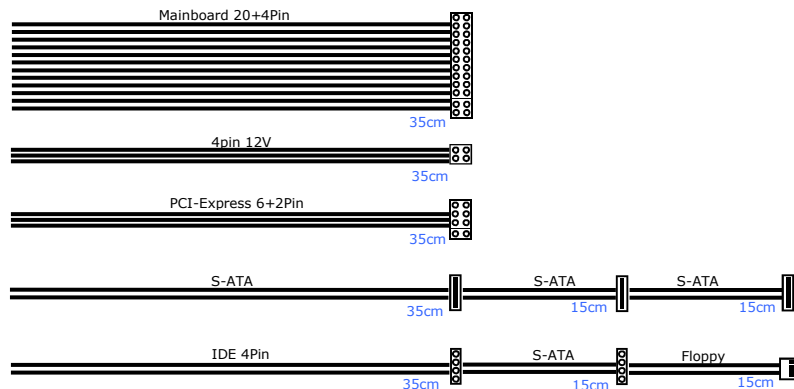 Mainboard 20+4Pin
35cm
4pin 12V
35cm
PCI-Express 6+2Pin
35cm
S-ATA S-ATA S-ATA
35cm 15cm 15cm
IDE 4Pin S-ATA Floppy
35cm 15cm 15cm